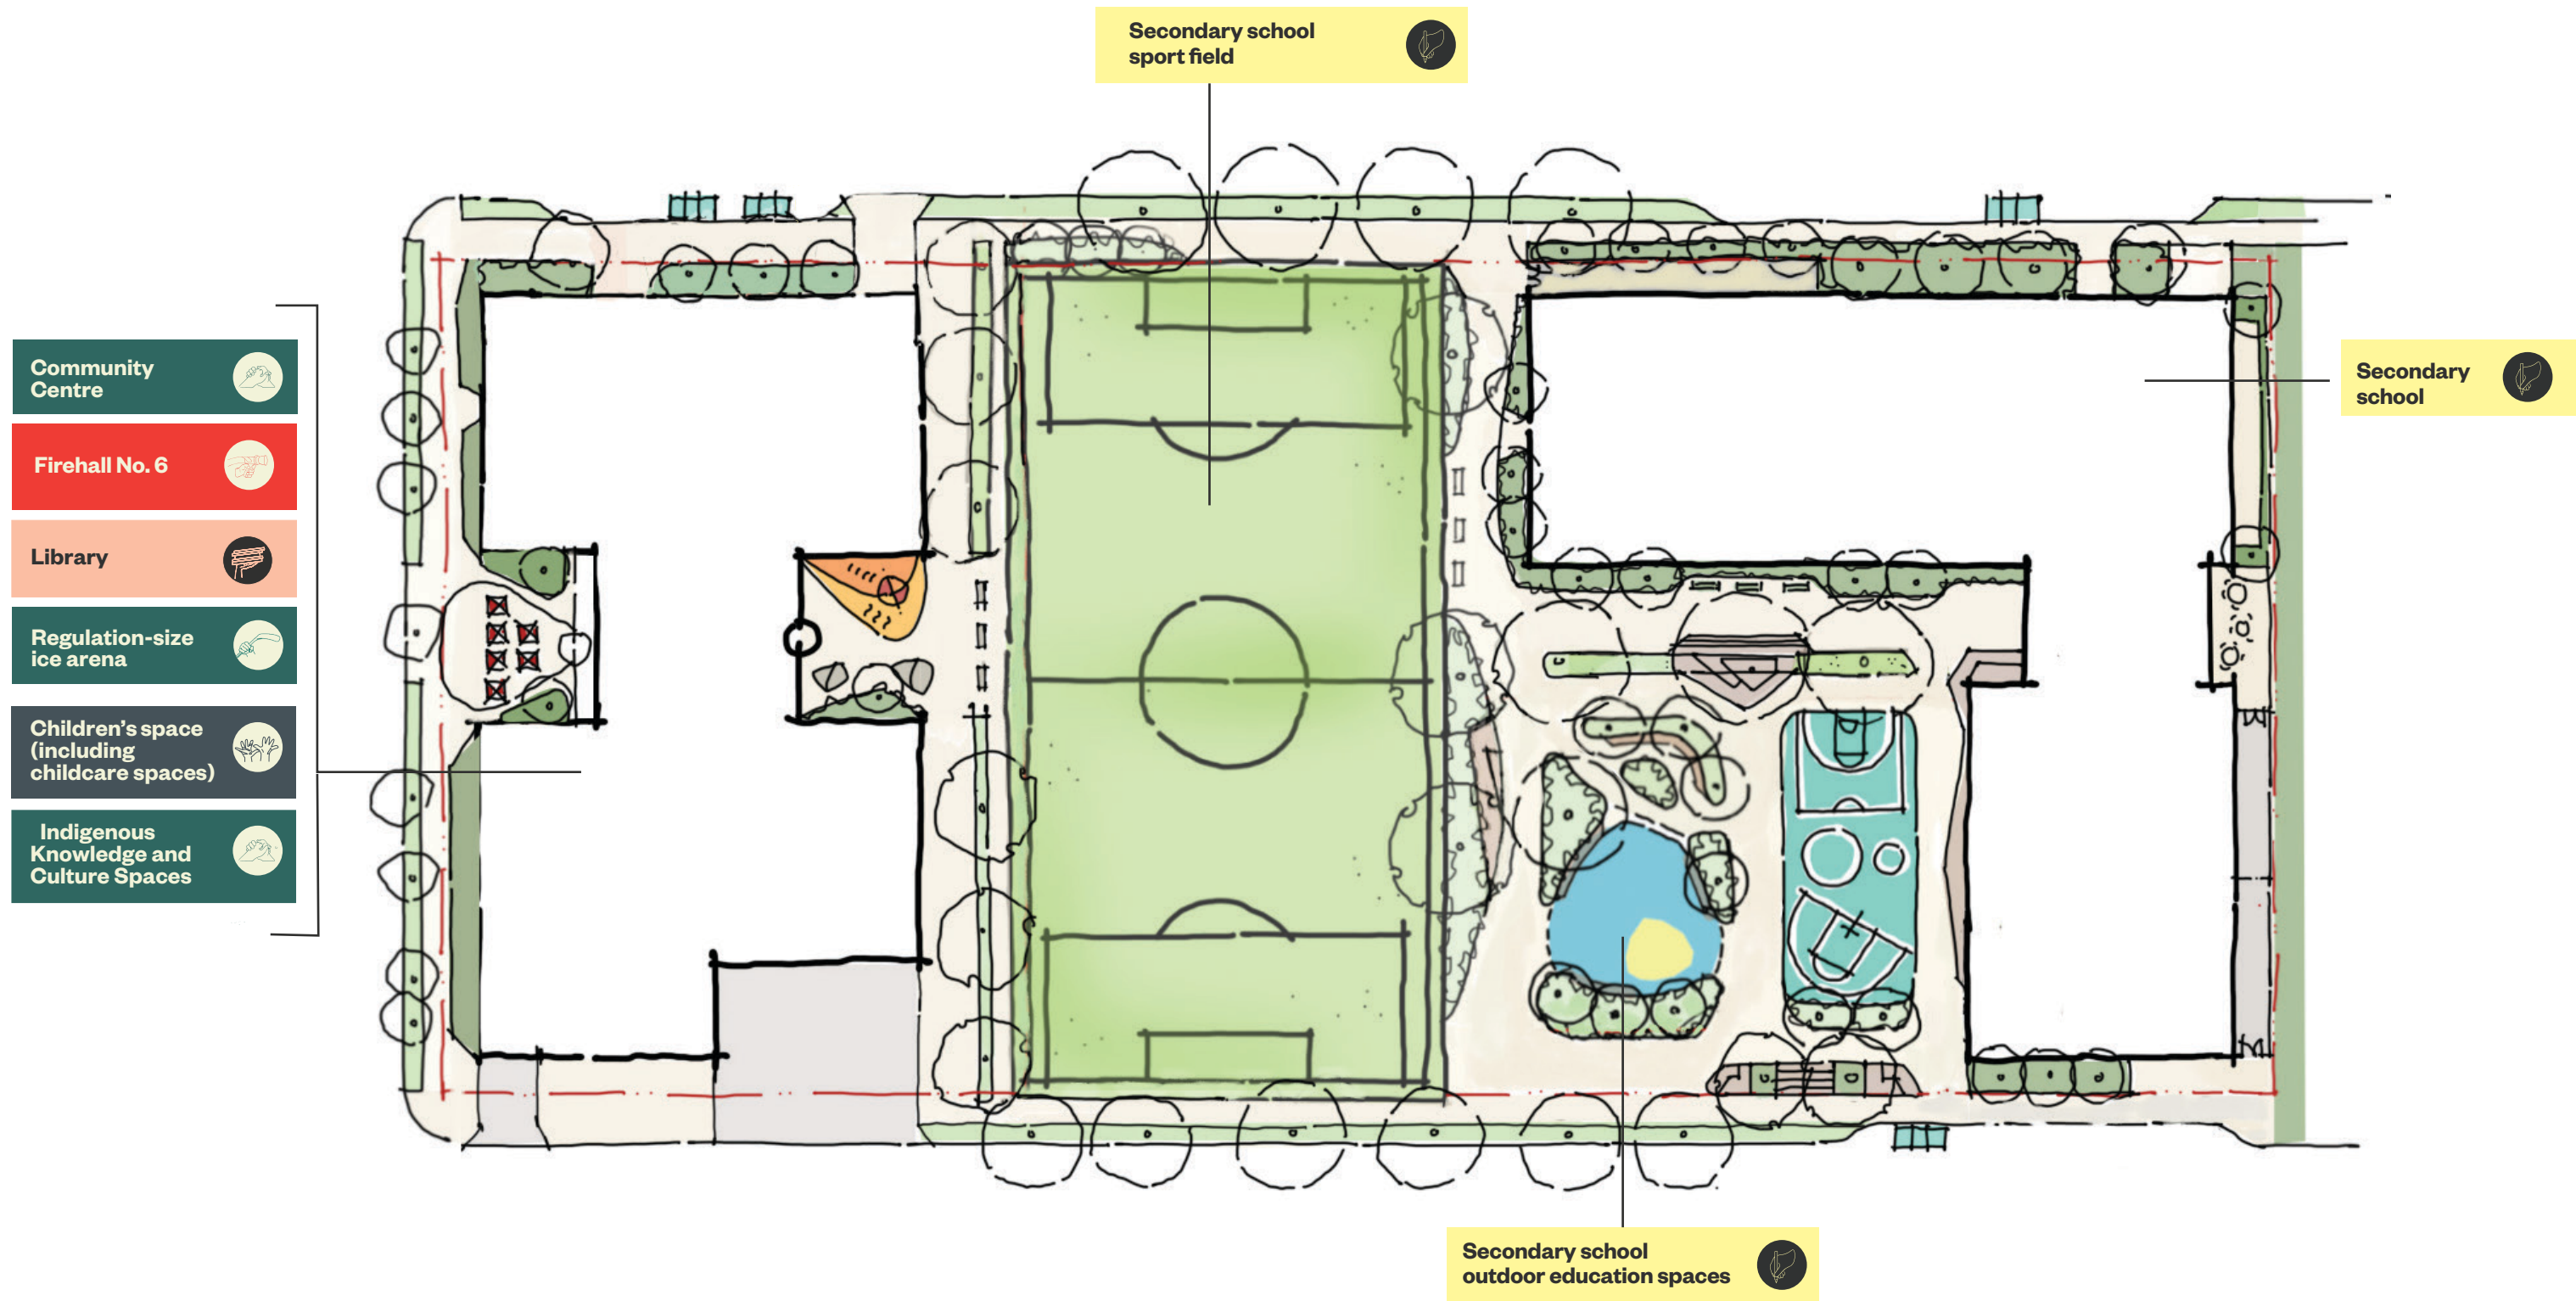 Secondary school
sport field
Community
Centre
Firehall No. 6
Library
Regulation-size
ice arena
Children's space
(including
childcare spaces)
Indigenous
Knowledge and
Culture Spaces
Secondary
school
Secondary school
outdoor education spaces